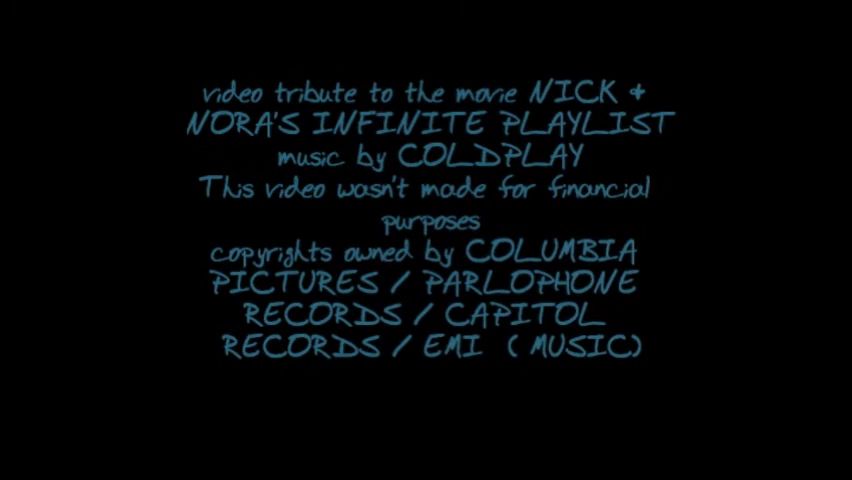 video tribute to the movie NICK &
NORA'S INFINITE PLAYLIST
music by COLDPLAY
This video wasn't made for financial
purposes
copyrights owned by COLUMBIA
PICTURES / PARLOPHONE
RECORDS / CAPITOL
RECORDS / EMI ( MUSIC)